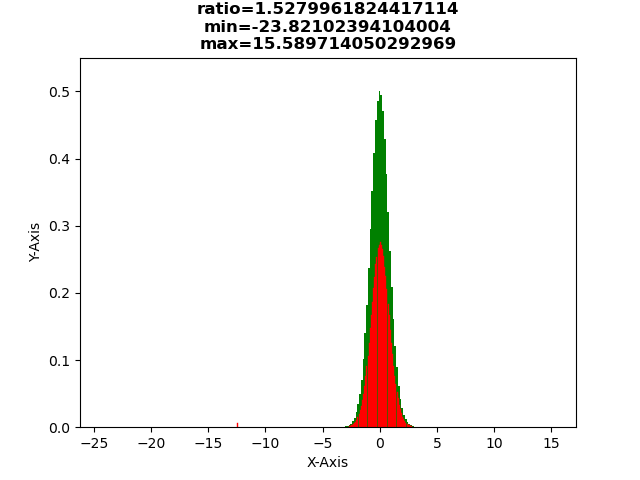 ratio=1.5279961824417114
min=-23.82102394104004
max=15.589714050292969
0.5
0.4
0.3
0.2
0.1
0.0
Y-Axis
−25 −20 −15 −10 −5 0 5 10 15
X-Axis